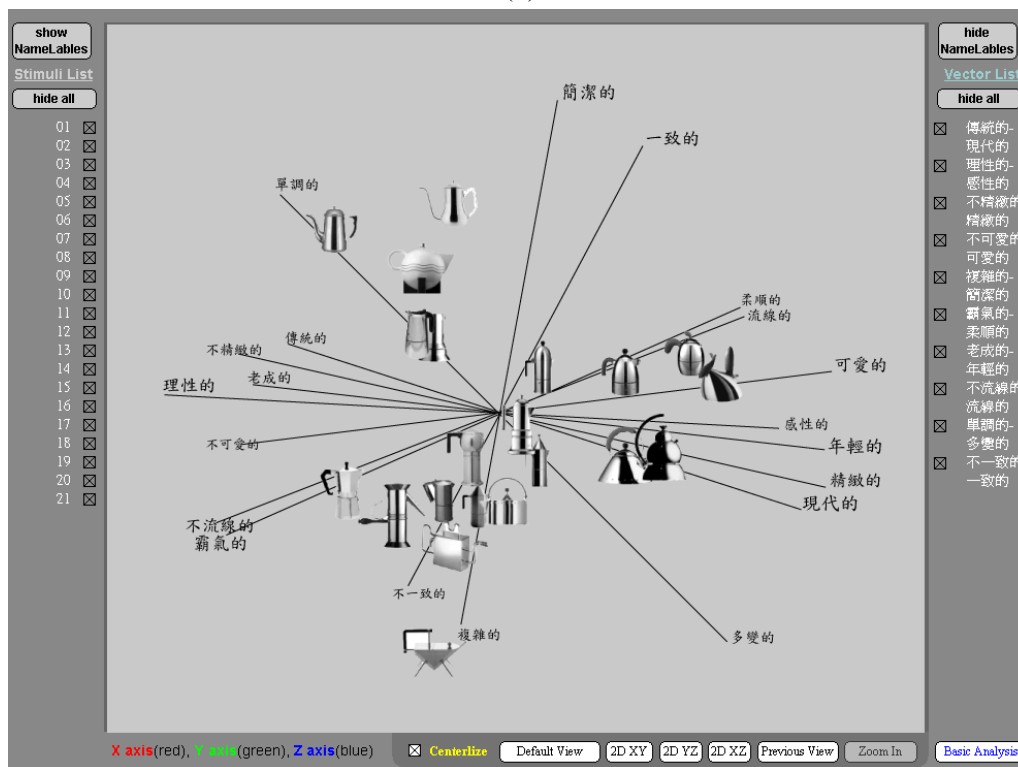 show
NameLables
Stimuli List
hide all
01
02
03
04
05
06
07
08
09
10
11
12
13
14
15
16
17
18
19
20
21
簡潔的
一致的
單調的
柔順的
流線的
傳統的
不精緻的
老成的
理性的
可愛的
感性的
不可愛的
年輕的
精緻的
現代的
不流線的
霸氣的
不一致的
複雜的
多變的
hide
NameLables
Vector List
hide all
傳統的-
現代的
理性的-
感性的
不精緻的
精緻的
不可愛的
可愛的
複雜的-
簡潔的
霸氣的-
柔順的
老成的-
年輕的
不流線的
流線的
單調的-
多變的
不一致的
一致的
X axis(red), Y axis(green), Z axis(blue)
Centerlize
Default View
2D XY
2D YZ
2D XZ
Previous View
Zoom In
Basic Analysis